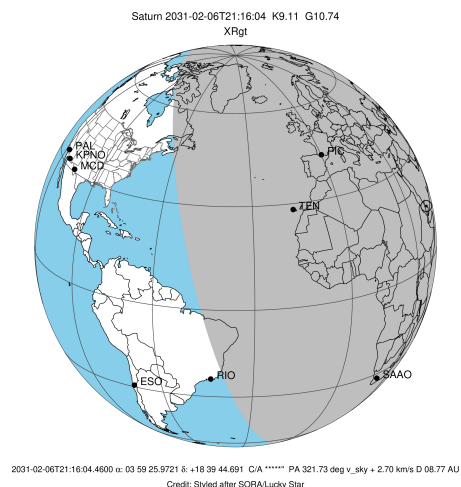 Saturn 2031-02-06T21:16:04 K9.11 G10.74
XRgt
PAL
KPNO
MCD
PIC
TEN
ESO
RIO
SAAO
2031-02-06T21:16:04.4600 α: 03 59 25.9721 δ: +18 39 44.691 C/A *****" PA 321.73 deg v_sky + 2.70 km/s D 08.77 AU
Credit: Styled after SORA/Lucky Star